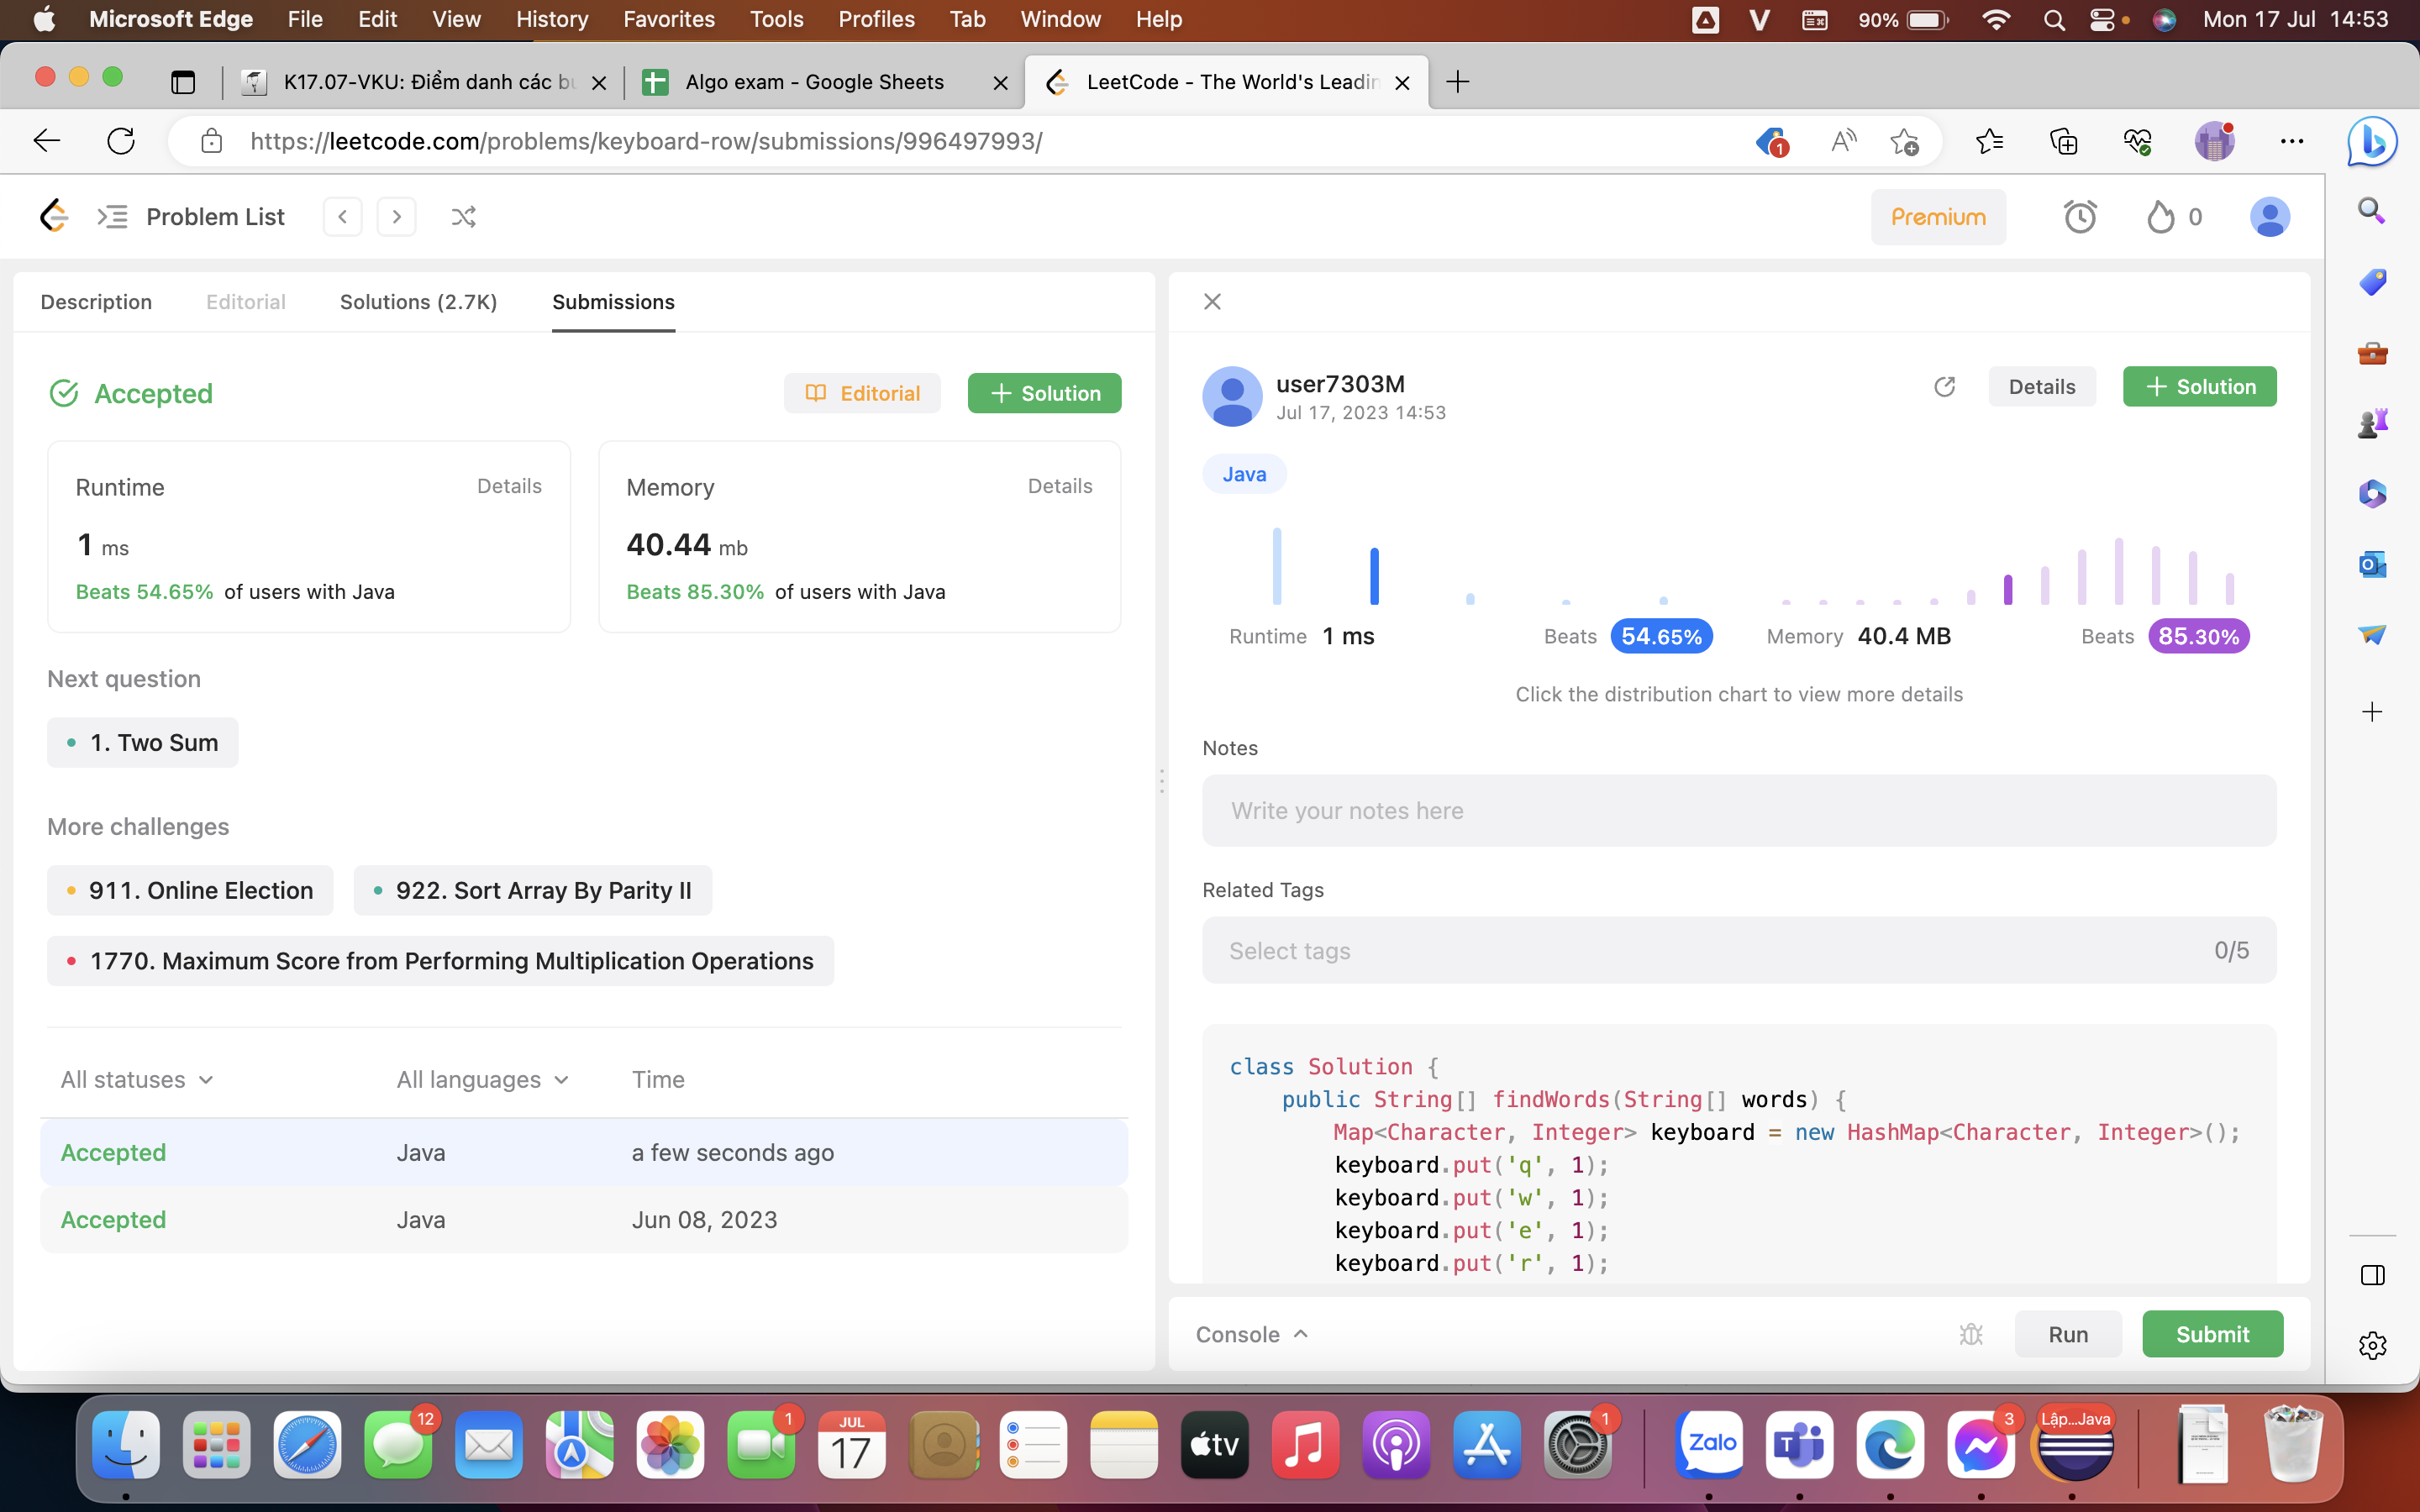 Microsoft Edge File Edit View History Favorites Tools Profiles Tab Window Help 90% Mon 17 Jul 14:53
K17.07-VKU: Điểm danh các bu
Algo exam - Google Sheets
LeetCode - The World's Leadin
https://leetcode.com/problems/keyboard-row/submissions/996497993/
1
Problem List
Premium
0
Description Editorial Solutions (2.7K) Submissions
Accepted
Editorial
Solution
Runtime Details
1 ms
Beats 54.65% of users with Java
Memory Details
40.44 mb
Beats 85.30% of users with Java
Next question
1. Two Sum
More challenges
911. Online Election
922. Sort Array By Parity II
1770. Maximum Score from Performing Multiplication Operations
All statuses All languages Time
Accepted Java a few seconds ago
Accepted Java Jun 08, 2023
user7303M
Jul 17, 2023 14:53
Details
Solution
Java
Runtime 1 ms Beats 54.65% Memory 40.4 MB Beats 85.30%
Click the distribution chart to view more details
Notes
Write your notes here
Related Tags
Select tags 0/5
class Solution {
public String[] findWords(String[] words) {
Map<Character, Integer> keyboard = new HashMap<Character, Integer>();
keyboard.put('q', 1);
keyboard.put('w', 1);
keyboard.put('e', 1);
keyboard.put('r', 1);
Console Run Submit
12
1
JUL
17
tv
1
Zalo
3
Lập...Java